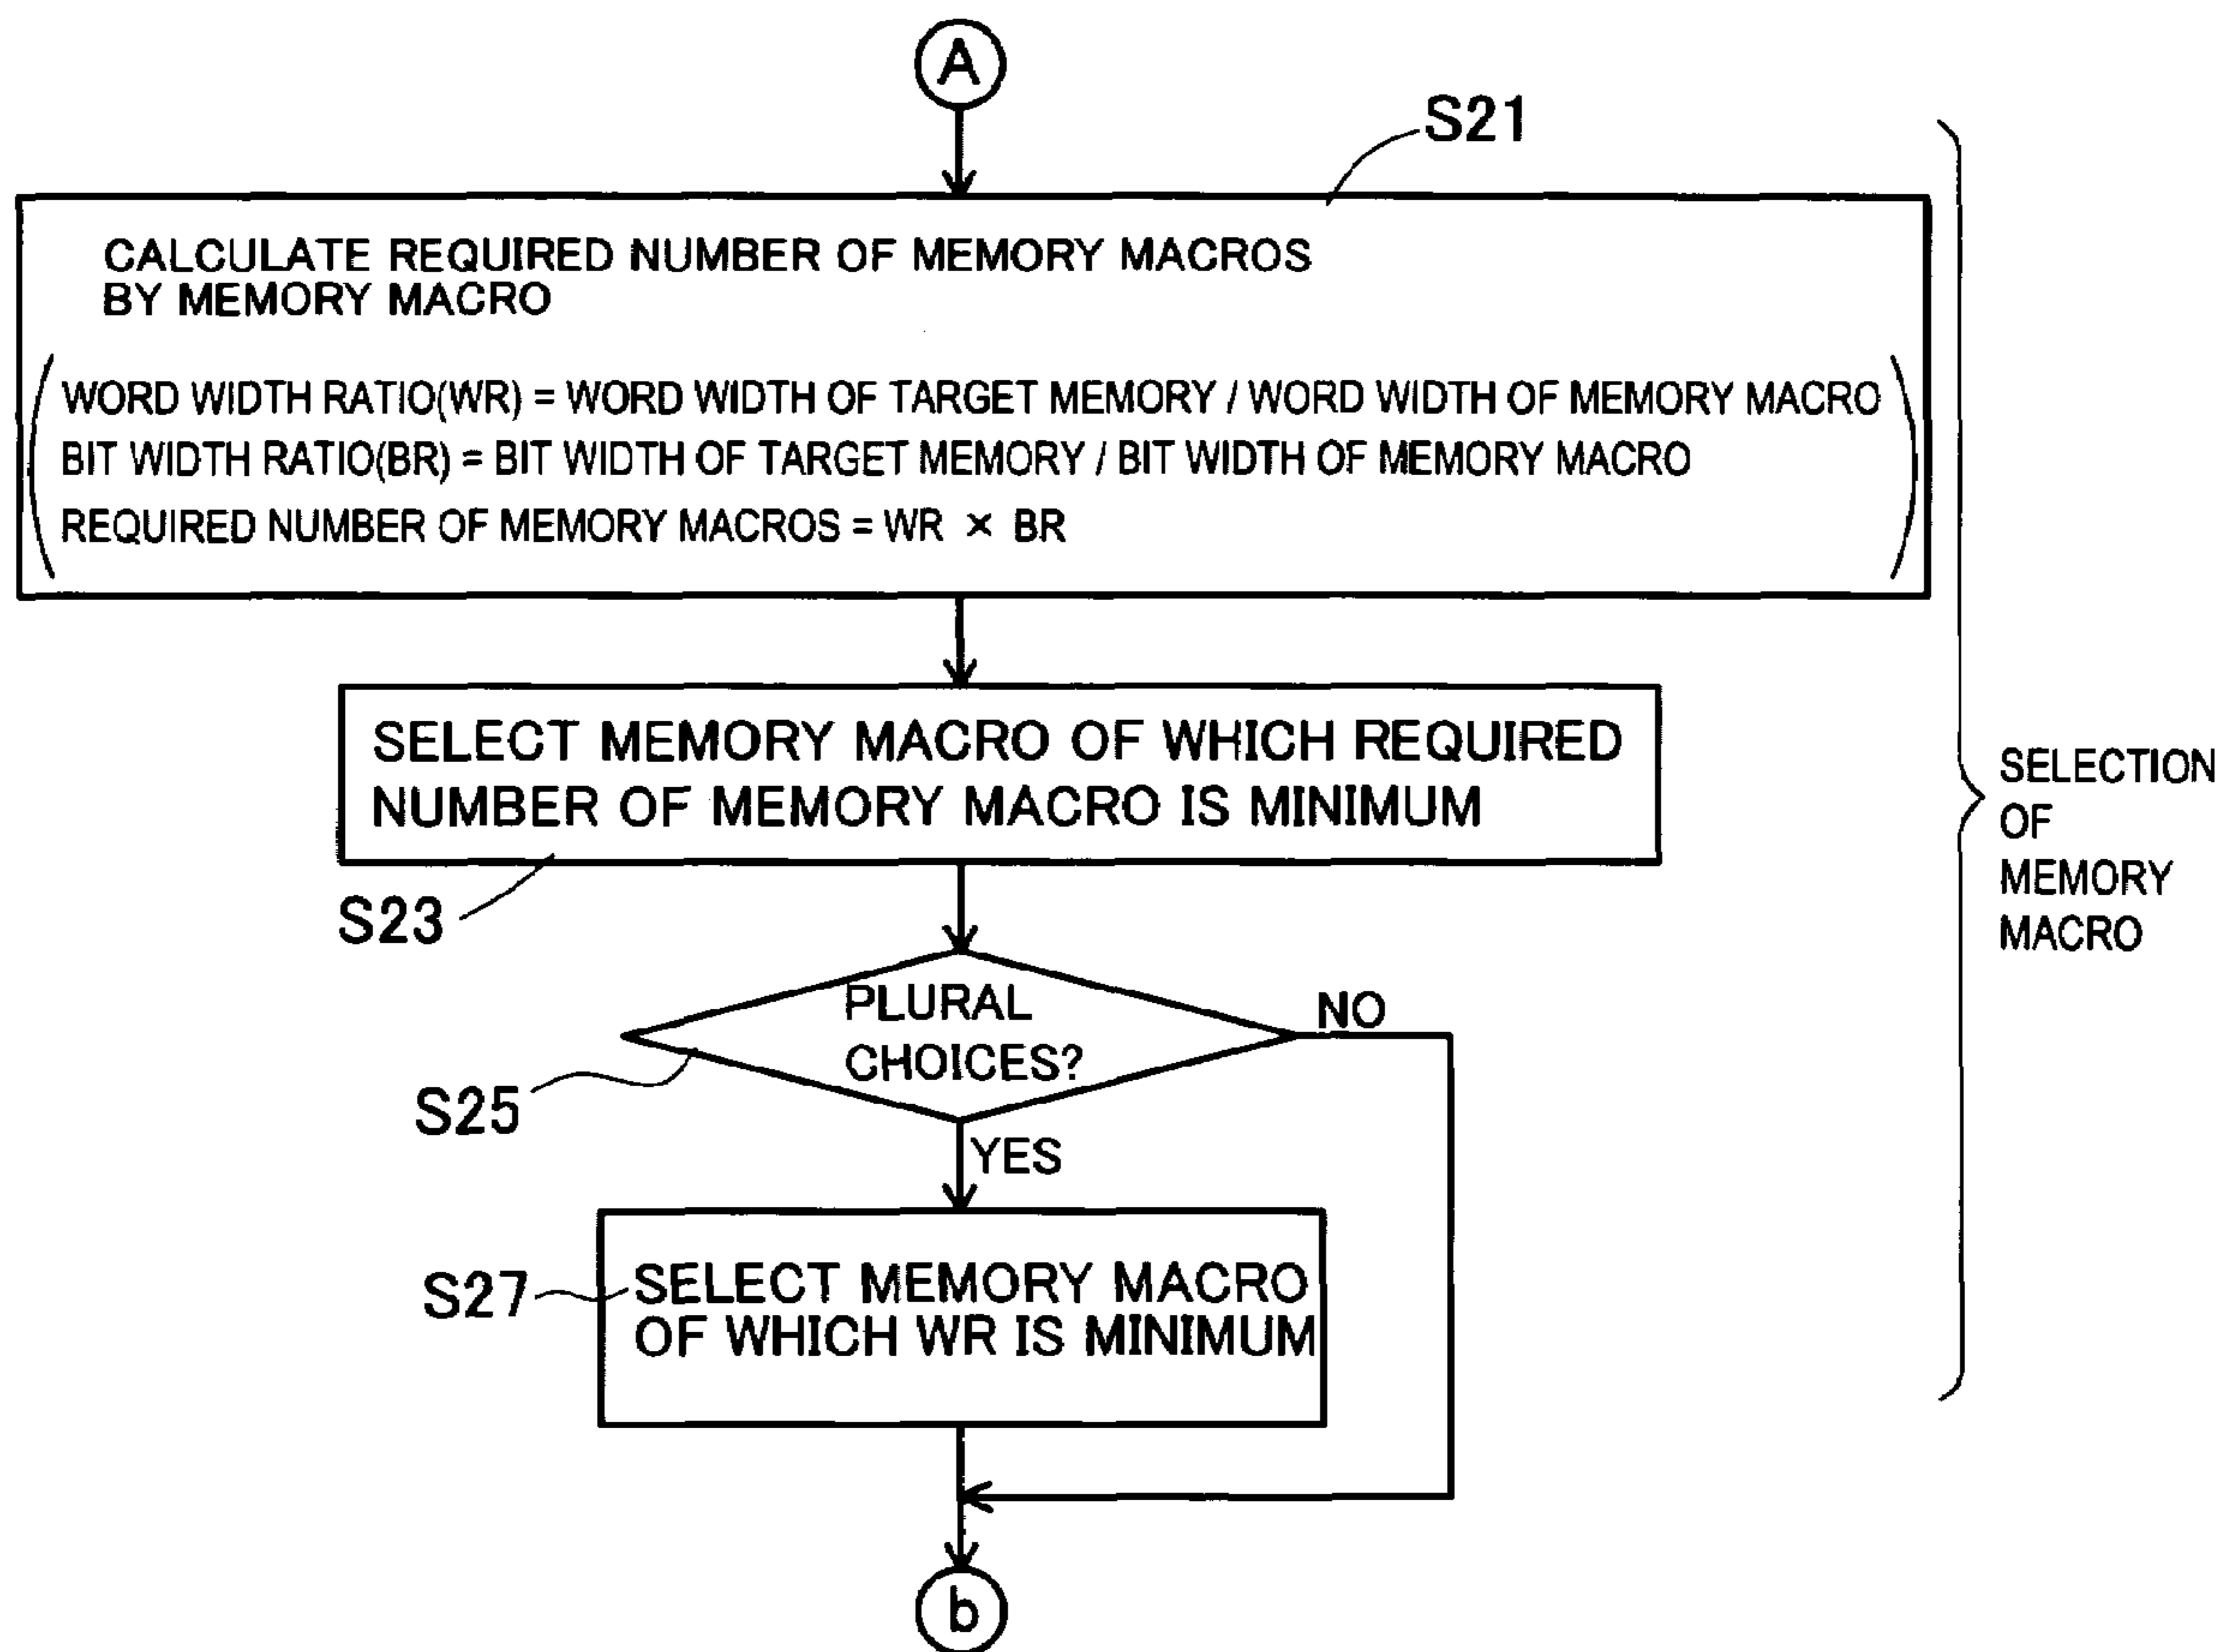 A
S21
CALCULATE REQUIRED NUMBER OF MEMORY MACROS
BY MEMORY MACRO
WORD WIDTH RATIO(WR) = WORD WIDTH OF TARGET MEMORY / WORD WIDTH OF MEMORY MACRO
BIT WIDTH RATIO(BR) = BIT WIDTH OF TARGET MEMORY / BIT WIDTH OF MEMORY MACRO
REQUIRED NUMBER OF MEMORY MACROS = WR × BR
SELECT MEMORY MACRO OF WHICH REQUIRED
NUMBER OF MEMORY MACRO IS MINIMUM
S23
SELECTION
OF
MEMORY
MACRO
PLURAL
CHOICES?
NO
S25
YES
S27
SELECT MEMORY MACRO
OF WHICH WR IS MINIMUM
b